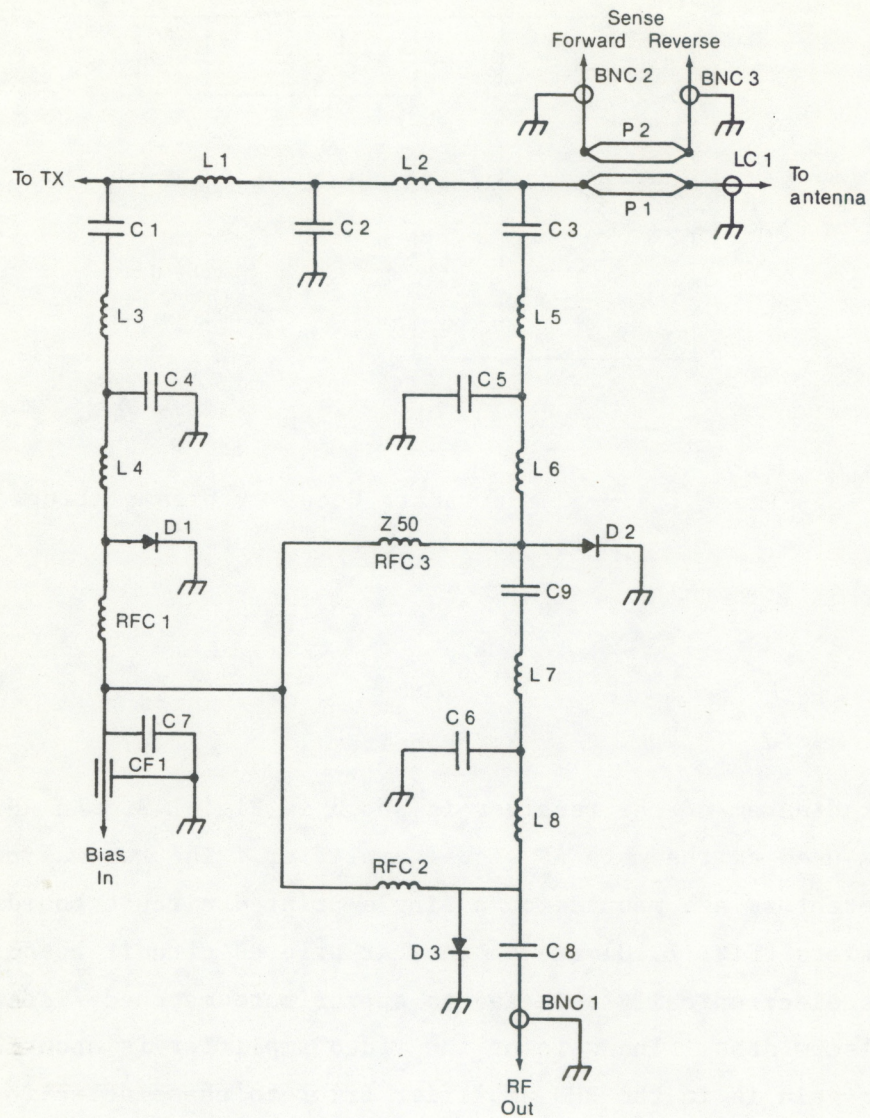 Sense
Forward Reverse
BNC 2 BNC 3
P 2
L 1 L 2 LC 1
To TX To
antenna
P 1
C 1 C 2 C 3
L 3 L 5
C 4 C 5
L 4 L 6
D 1 Z 50 D 2
RFC 3
C9
RFC 1
L 7
C 7 C 6
CF 1
L 8
Bias
In
RFC 2
D 3 C 8
BNC 1
RF
Out